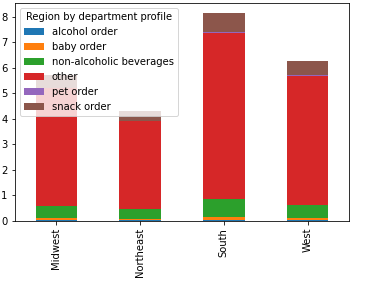 Region by department profile
alcohol order
baby order
non-alcoholic beverages
other
pet order
snack order
8
7
6
5
4
3
2
1
0
Midwest
Northeast
South
West